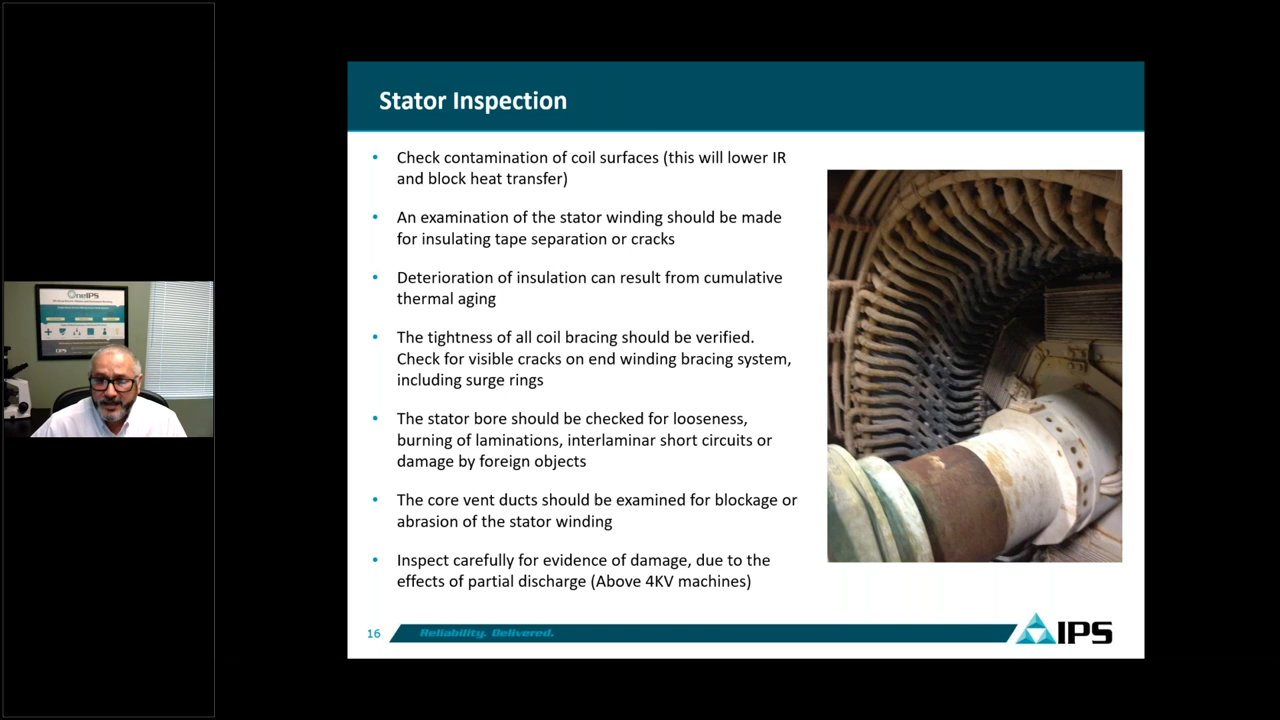 Stator Inspection
• Check contamination of coil surfaces (this will lower IR
and block heat transfer)
• An examination of the stator winding should be made
for insulating tape separation or cracks
• Deterioration of insulation can result from cumulative
thermal aging
• The tightness of all coil bracing should be verified.
Check for visible cracks on end winding bracing system,
including surge rings
• The stator bore should be checked for looseness,
burning of laminations, interlaminar short circuits or
damage by foreign objects
• The core vent ducts should be examined for blockage or
abrasion of the stator winding
• Inspect carefully for evidence of damage, due to the
effects of partial discharge (Above 4KV machines)
16
Reliability. Delivered.
IPS
OneIPS
IPS